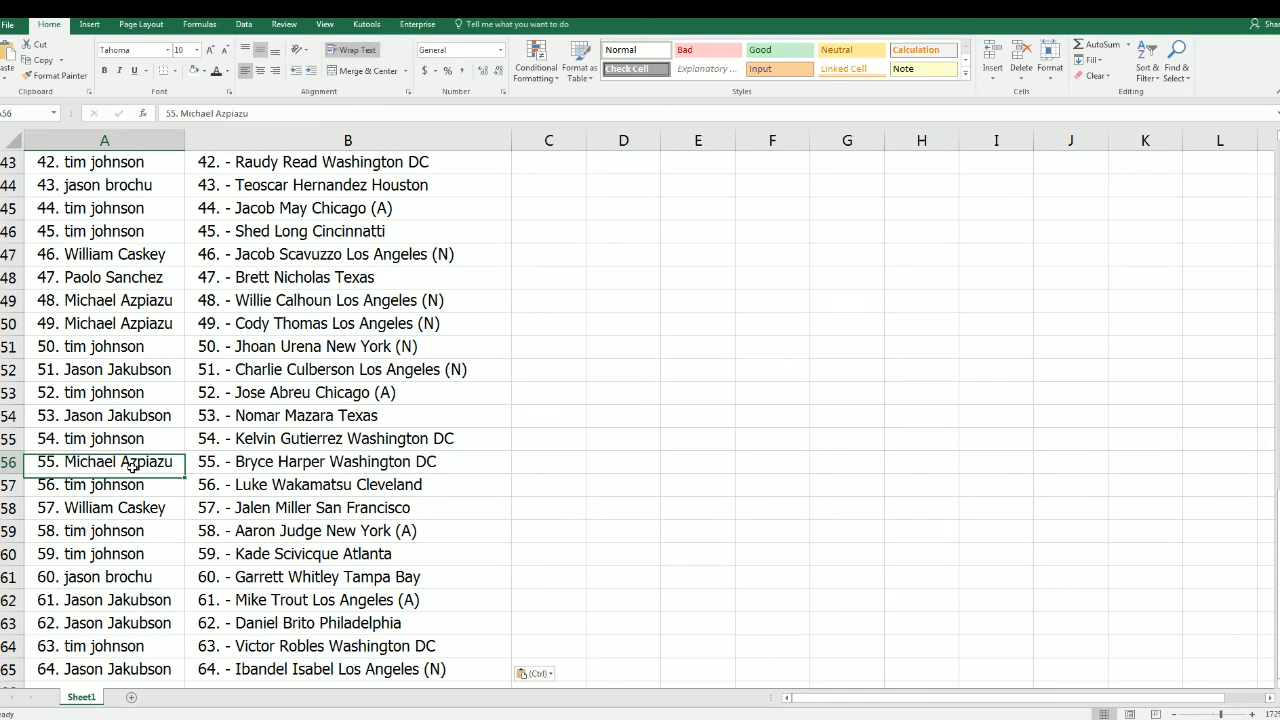 File Home Insert Page Layout Formulas Data Review View Kutools Enterprise Tell me what you want to do
Cut
Copy
Format Painter
Tahoma 10
B I U
Wrap Text
Merge & Center
General
$ % ,
Conditional Formatting
Format as Table
Normal Bad Good Neutral Calculation
Check Cell Explanatory ... Input Linked Cell Note
Insert Delete Format
AutoSum
Fill
Clear
Sort & Filter
Find & Select
Clipboard Font Alignment Number Styles Cells Editing
A56 fx 55. Michael Azpiazu
A B C D E F G H I J K L
43 42. tim johnson 42. - Raudy Read Washington DC
44 43. jason brochu 43. - Teoscar Hernandez Houston
45 44. tim johnson 44. - Jacob May Chicago (A)
46 45. tim johnson 45. - Shed Long Cincinnatti
47 46. William Caskey 46. - Jacob Scavuzzo Los Angeles (N)
48 47. Paolo Sanchez 47. - Brett Nicholas Texas
49 48. Michael Azpiazu 48. - Willie Calhoun Los Angeles (N)
50 49. Michael Azpiazu 49. - Cody Thomas Los Angeles (N)
51 50. tim johnson 50. - Jhoan Urena New York (N)
52 51. Jason Jakubson 51. - Charlie Culberson Los Angeles (N)
53 52. tim johnson 52. - Jose Abreu Chicago (A)
54 53. Jason Jakubson 53. - Nomar Mazara Texas
55 54. tim johnson 54. - Kelvin Gutierrez Washington DC
56 55. Michael Azpiazu 55. - Bryce Harper Washington DC
57 56. tim johnson 56. - Luke Wakamatsu Cleveland
58 57. William Caskey 57. - Jalen Miller San Francisco
59 58. tim johnson 58. - Aaron Judge New York (A)
60 59. tim johnson 59. - Kade Scivicque Atlanta
61 60. jason brochu 60. - Garrett Whitley Tampa Bay
62 61. Jason Jakubson 61. - Mike Trout Los Angeles (A)
63 62. Jason Jakubson 62. - Daniel Brito Philadelphia
64 63. tim johnson 63. - Victor Robles Washington DC
65 64. Jason Jakubson 64. - Ibandel Isabel Los Angeles (N)
(Ctrl)
Sheet1